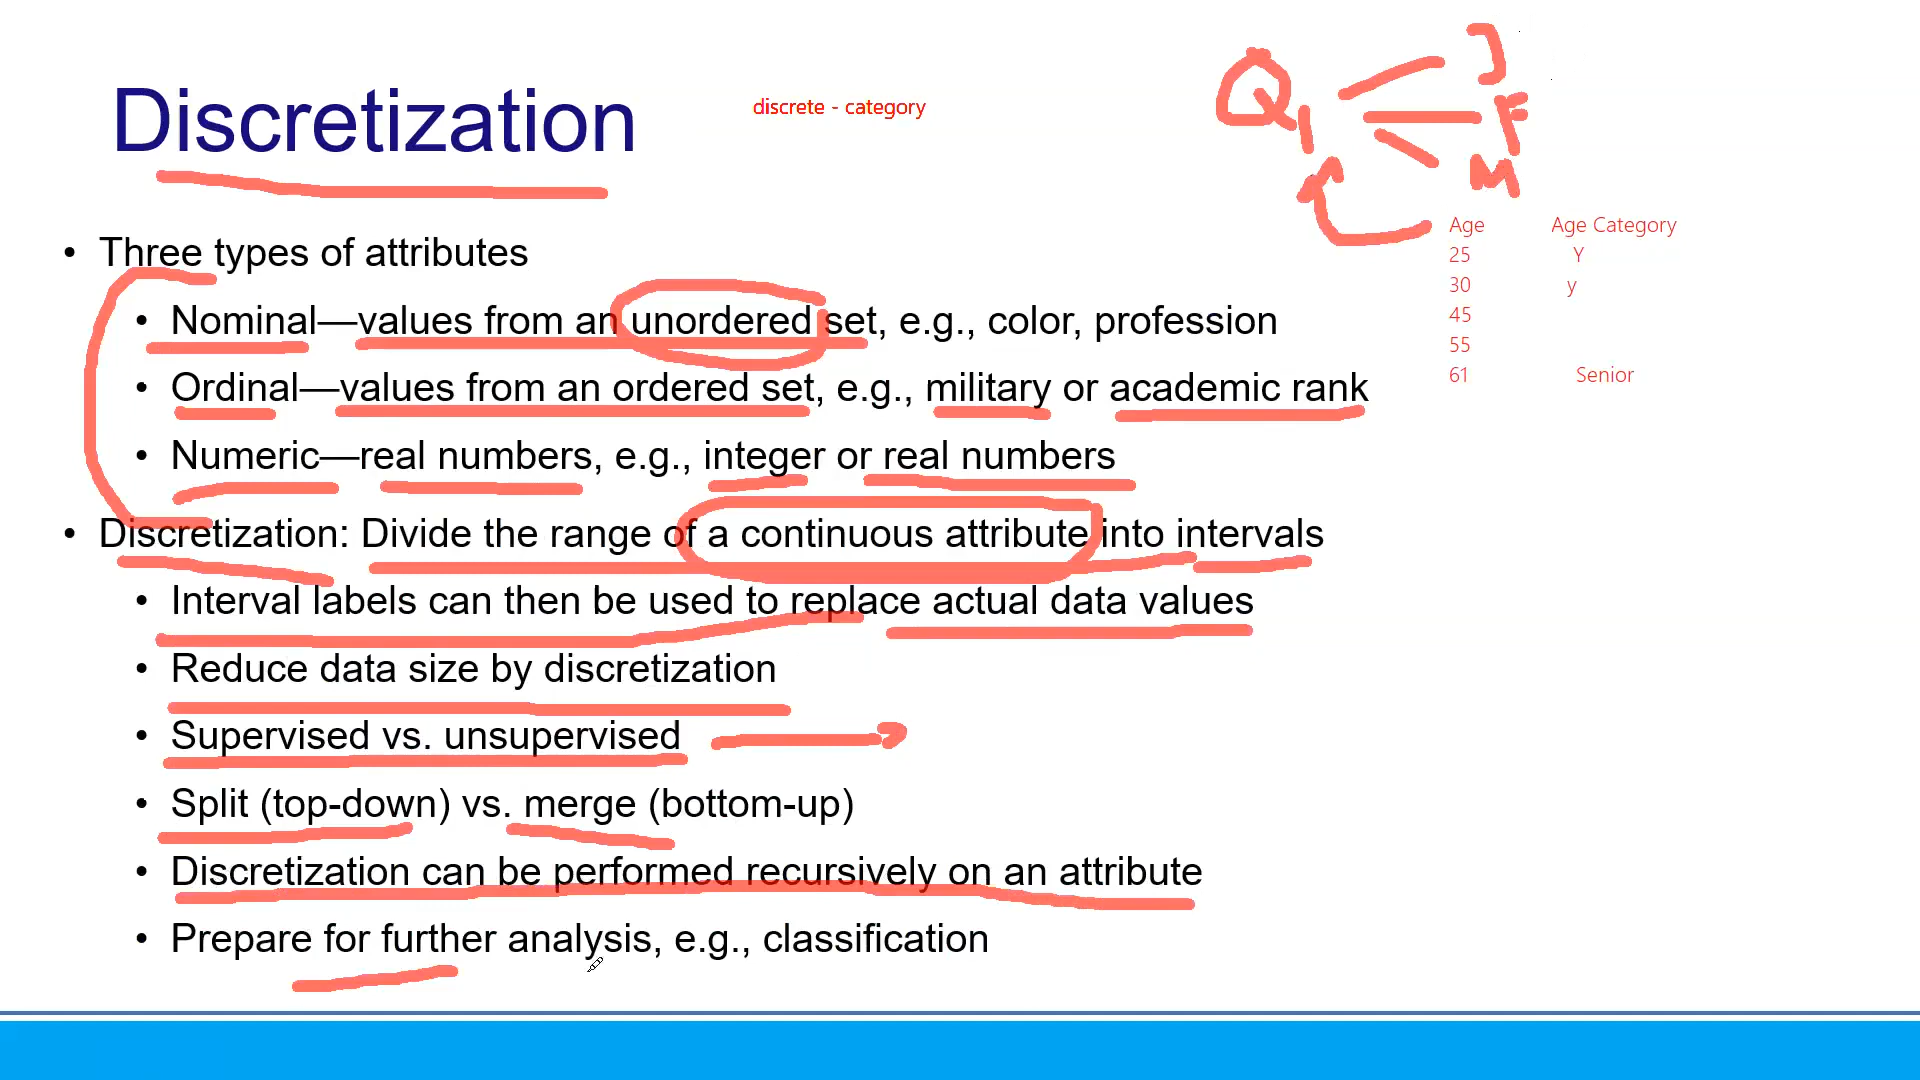 Discretization
discrete - category
Q1
J
F
M
• Three types of attributes
• Nominal—values from an unordered set, e.g., color, profession
• Ordinal—values from an ordered set, e.g., military or academic rank
• Numeric—real numbers, e.g., integer or real numbers
• Discretization: Divide the range of a continuous attribute into intervals
• Interval labels can then be used to replace actual data values
• Reduce data size by discretization
• Supervised vs. unsupervised
• Split (top-down) vs. merge (bottom-up)
• Discretization can be performed recursively on an attribute
• Prepare for further analysis, e.g., classification
Age Age Category
25 Y
30 y
45
55
61 Senior